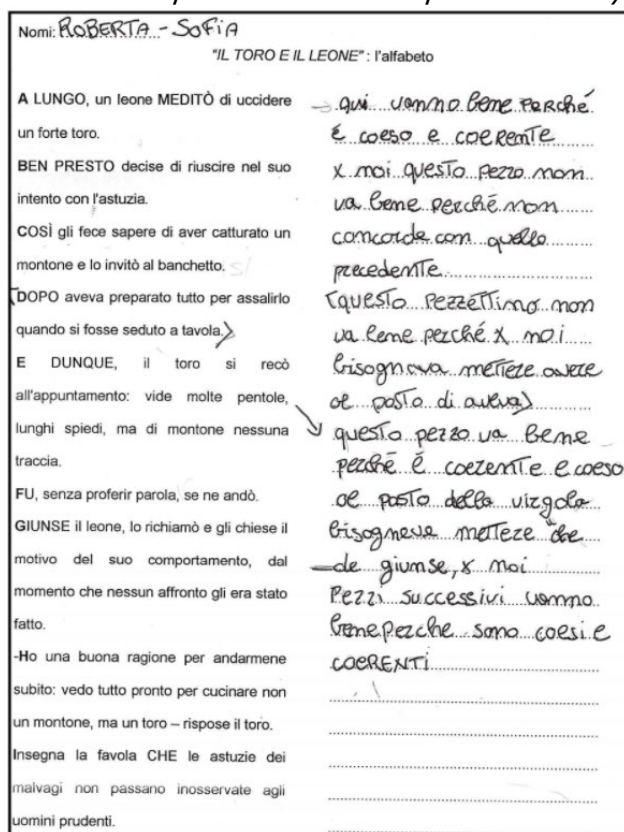 Nomi: ROBERTA - SOFIA
"IL TORO E IL LEONE": l'alfabeto
A LUNGO, un leone MEDITÒ di uccidere
un forte toro.
BEN PRESTO decise di riuscire nel suo
intento con l'astuzia.
COSÌ gli fece sapere di aver catturato un
montone e lo invitò al banchetto.
DOPO aveva preparato tutto per assalirlo
quando si fosse seduto a tavola.
E DUNQUE, il toro si recò
all'appuntamento: vide molte pentole,
lunghi spiedi, ma di montone nessuna
traccia.
FU, senza proferir parola, se ne andò.
GIUNSE il leone, lo richiamò e gli chiese il
motivo del suo comportamento, dal
momento che nessun affronto gli era stato
fatto.
-Ho una buona ragione per andarmene
subito: vedo tutto pronto per cucinare non
un montone, ma un toro – rispose il toro.
Insegna la favola CHE le astuzie dei
malvagi non passano inosservate agli
uomini prudenti.
qui vanno bene perché
è coeso e coerente
x noi questo pezzo non
va bene perché non
concorde con quello
precedente
(questo pezzettino non
va bene perché x noi
bisognava mettere avere
al posto di aveva)
questo pezzo va bene
perché è coerente e coeso
al posto della virgola
bisogneva mettere che
de giunse, x noi
Pezzi successivi vanno
bene perche sono coesi e
COERENTI